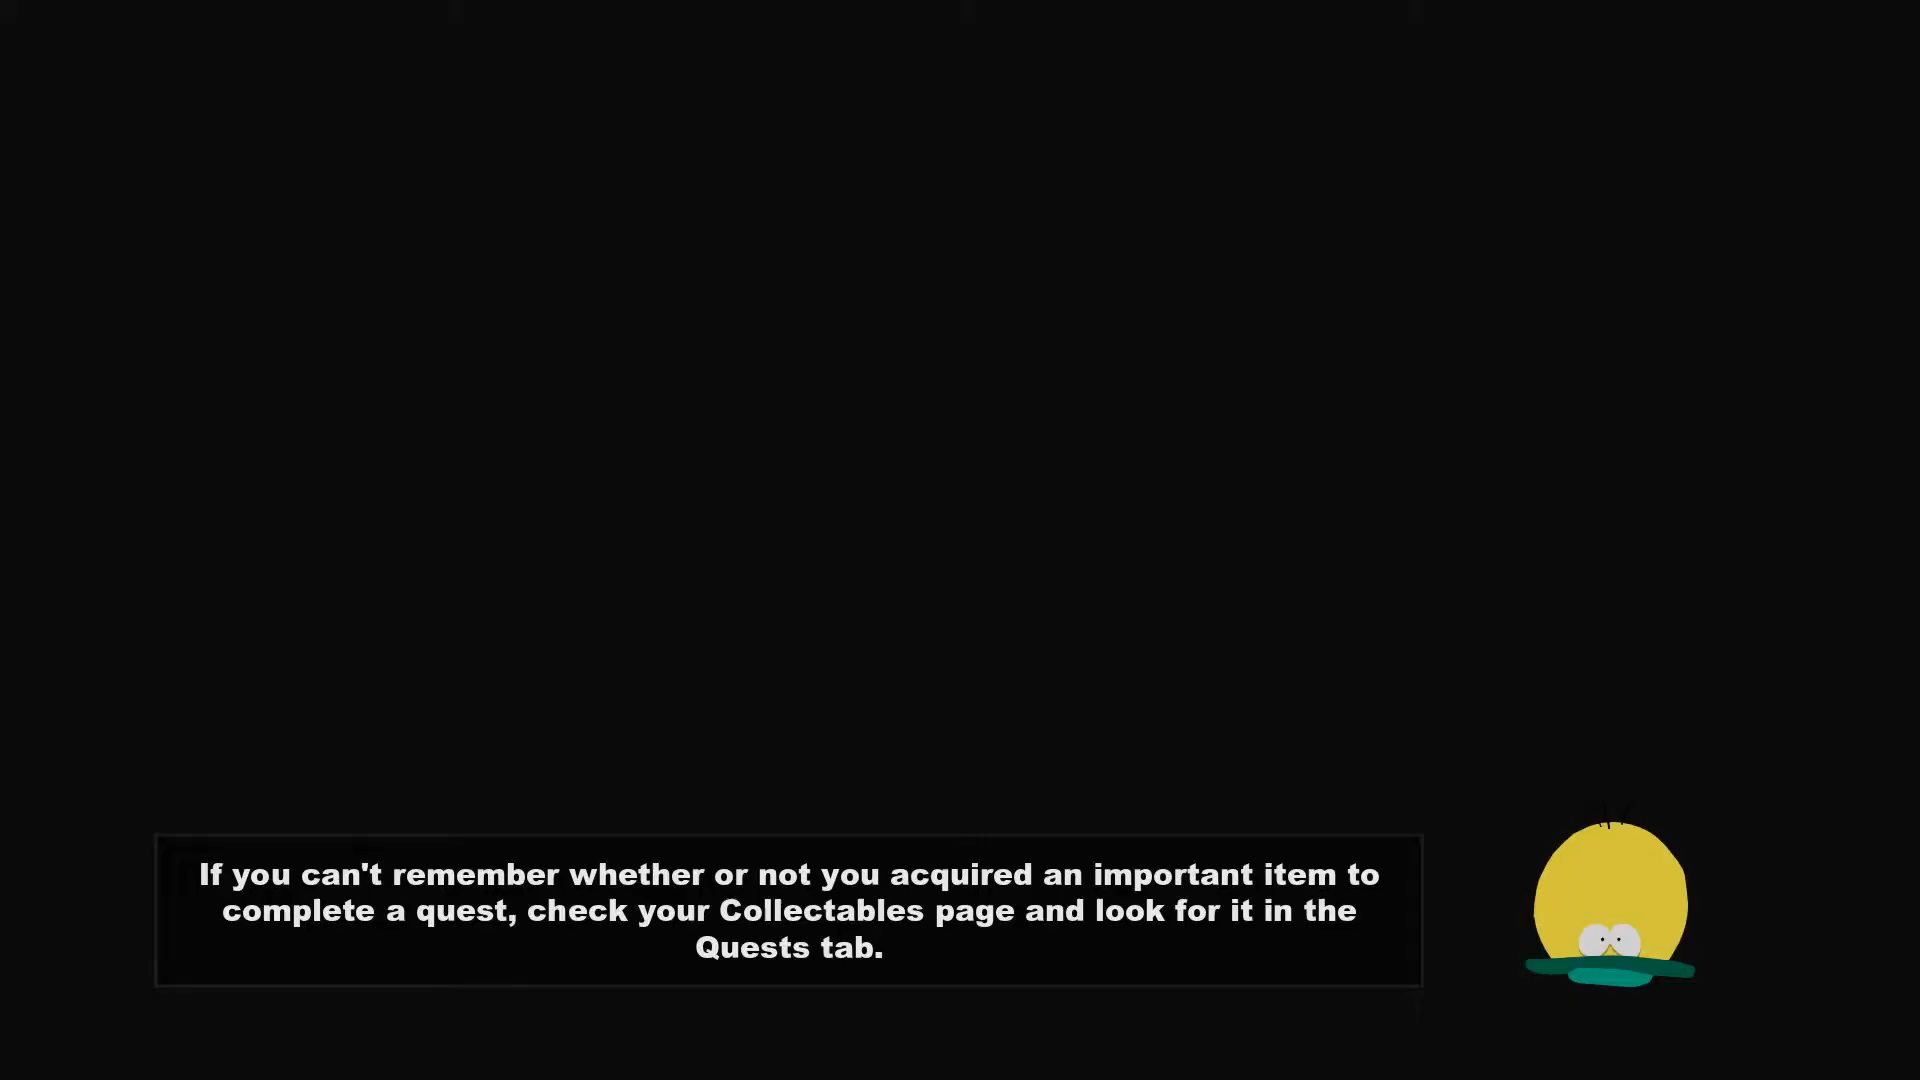 If you can't remember whether or not you acquired an important item to
complete a quest, check your Collectables page and look for it in the
Quests tab.